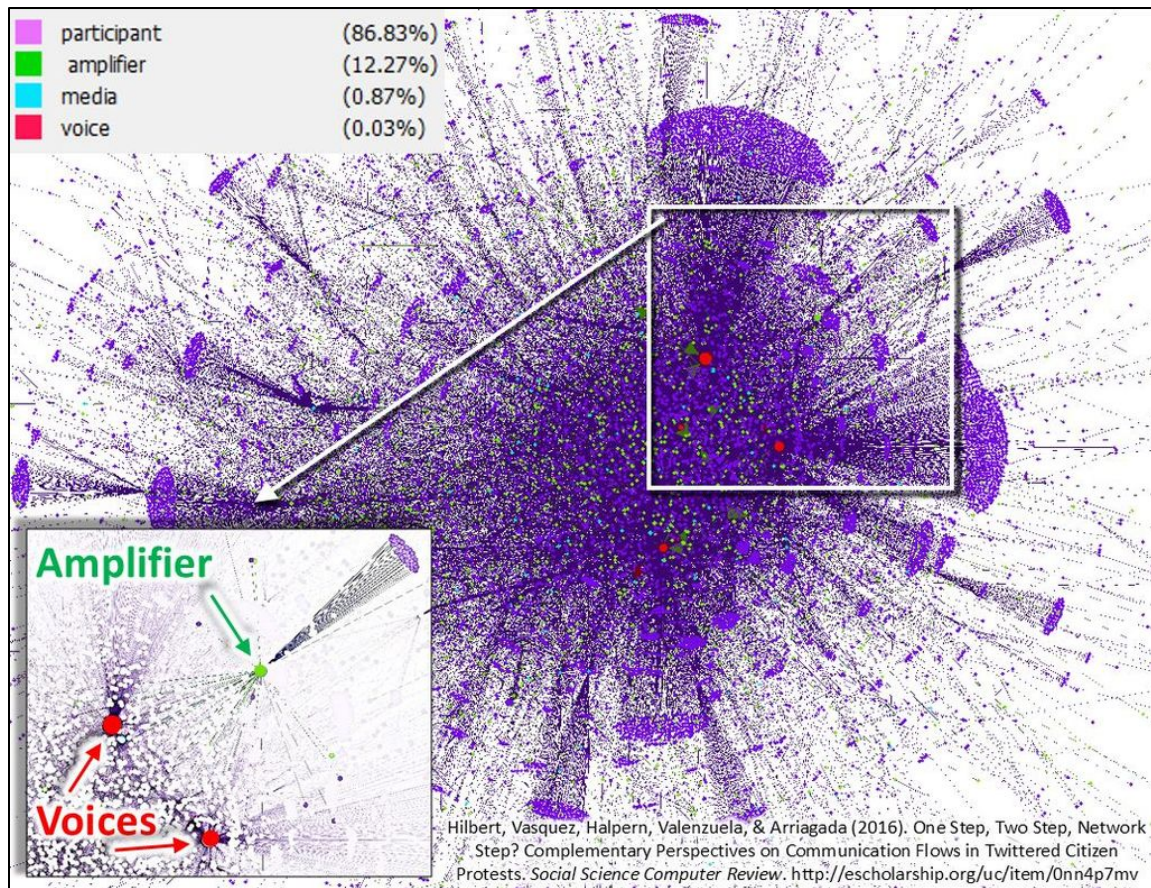 participant (86.83%)
amplifier (12.27%)
media (0.87%)
voice (0.03%)
Amplifier
Voices
Hilbert, Vasquez, Halpern, Valenzuela, & Arriagada (2016). One Step, Two Step, Network
Step? Complementary Perspectives on Communication Flows in Twittered Citizen
Protests. Social Science Computer Review. http://escholarship.org/uc/item/0nn4p7mv